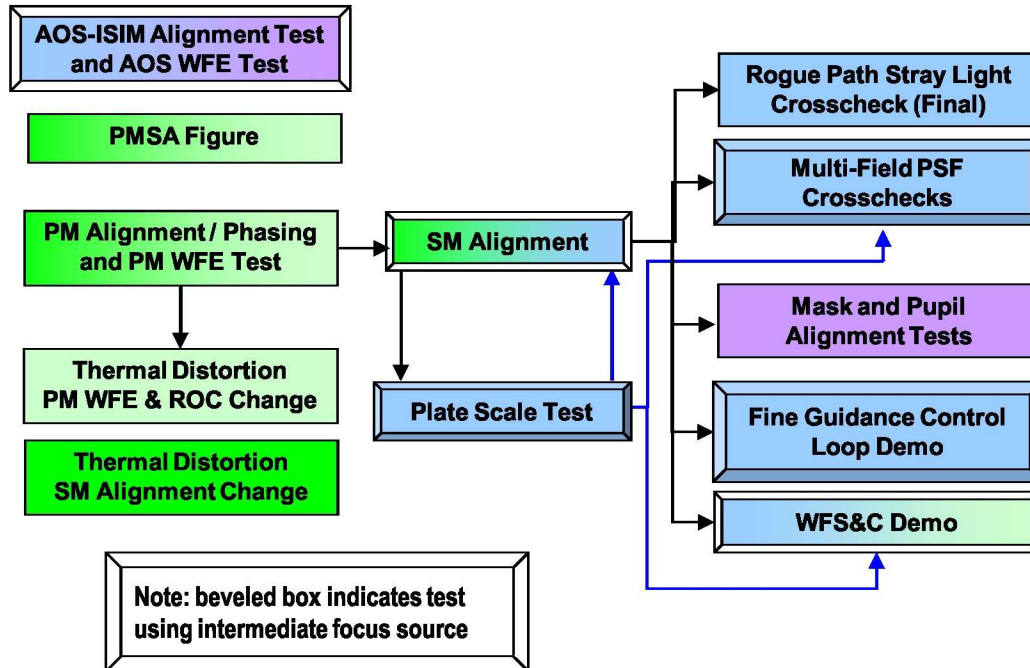 AOS-ISIM Alignment Test
and AOS WFE Test
PMSA Figure
PM Alignment / Phasing
and PM WFE Test
Thermal Distortion
PM WFE & ROC Change
Thermal Distortion
SM Alignment Change
SM Alignment
Plate Scale Test
Rogue Path Stray Light
Crosscheck (Final)
Multi-Field PSF
Crosschecks
Mask and Pupil
Alignment Tests
Fine Guidance Control
Loop Demo
WFS&C Demo
Note: beveled box indicates test
using intermediate focus source